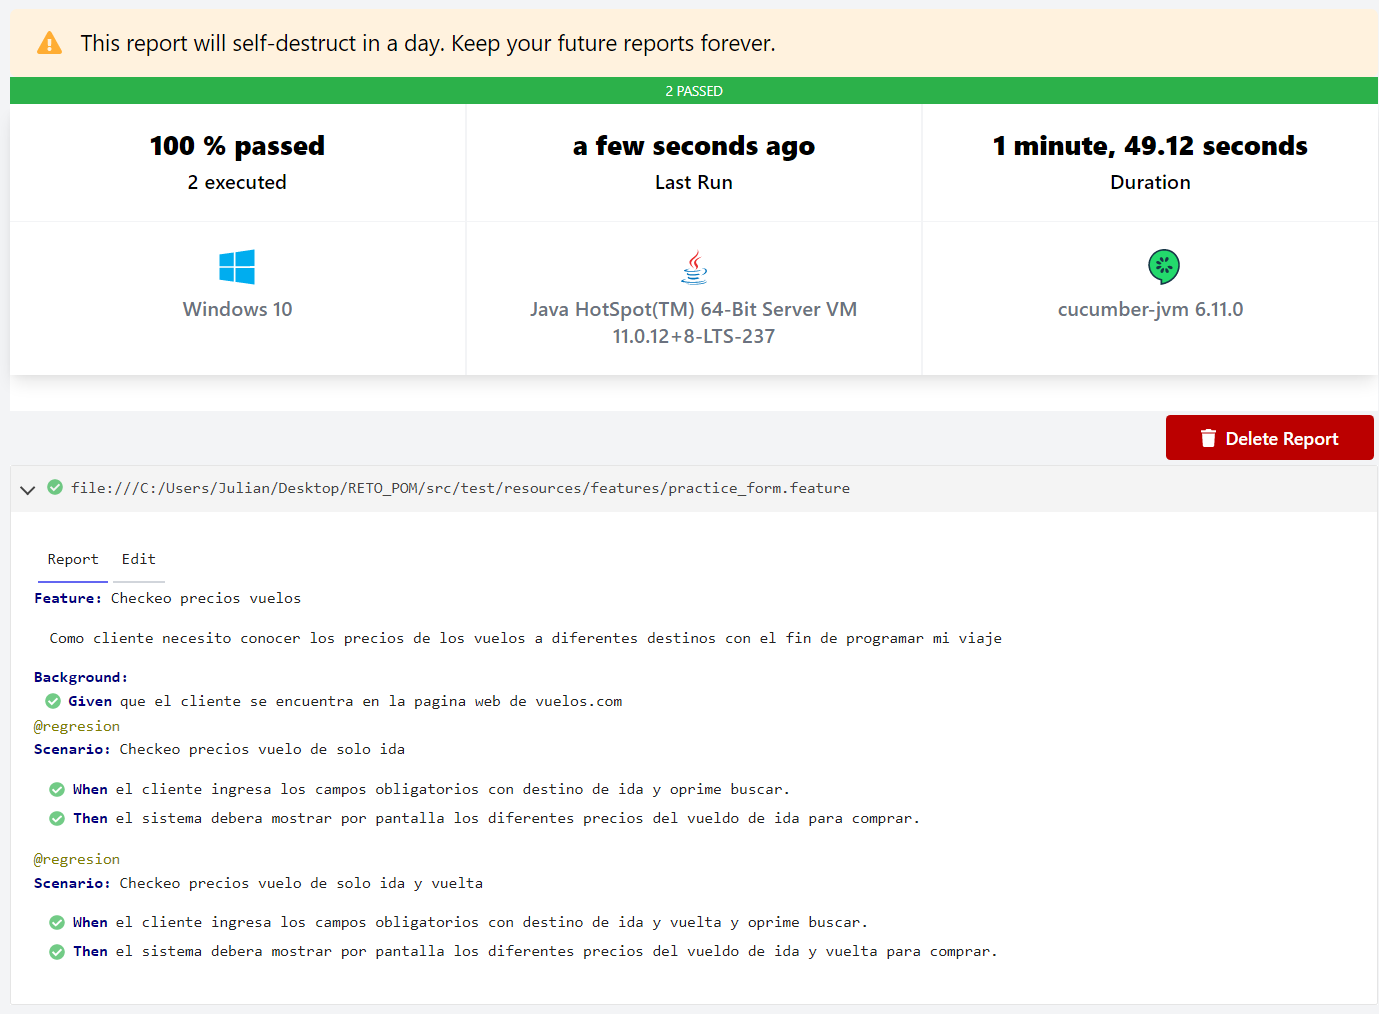 This report will self-destruct in a day. Keep your future reports forever.
2 PASSED
100 % passed
2 executed
a few seconds ago
Last Run
1 minute, 49.12 seconds
Duration
Windows 10
Java HotSpot(TM) 64-Bit Server VM
11.0.12+8-LTS-237
cucumber-jvm 6.11.0
Delete Report
file:///C:/Users/Julian/Desktop/RETO_POM/src/test/resources/features/practice_form.feature
Report Edit
Feature: Checkeo precios vuelos
Como cliente necesito conocer los precios de los vuelos a diferentes destinos con el fin de programar mi viaje
Background:
Given que el cliente se encuentra en la pagina web de vuelos.com
@regresion
Scenario: Checkeo precios vuelo de solo ida
When el cliente ingresa los campos obligatorios con destino de ida y oprime buscar.
Then el sistema debera mostrar por pantalla los diferentes precios del vueldo de ida para comprar.
@regresion
Scenario: Checkeo precios vuelo de solo ida y vuelta
When el cliente ingresa los campos obligatorios con destino de ida y vuelta y oprime buscar.
Then el sistema debera mostrar por pantalla los diferentes precios del vueldo de ida y vuelta para comprar.